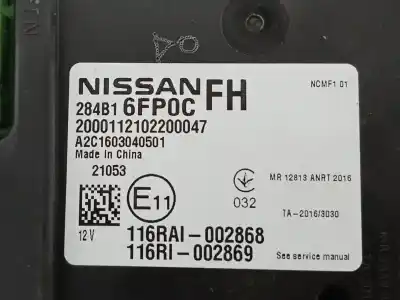 NISSAN FH
NCMF1 01
284B1 6FP0C
2000112102200047
A2C1603040501
Made in China
21053
MR 12813 ANRT 2016
E11
032
TA-2016/3030
12 V
116RAI-002868
116RI-002869
See service manual